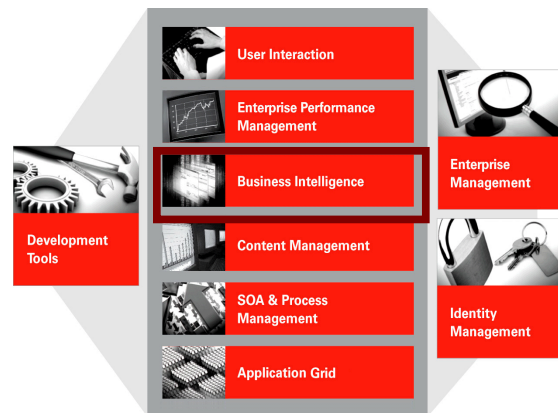 User Interaction
Enterprise Performance
Management
Business Intelligence
Content Management
SOA & Process
Management
Application Grid
Development
Tools
Enterprise
Management
Identity
Management